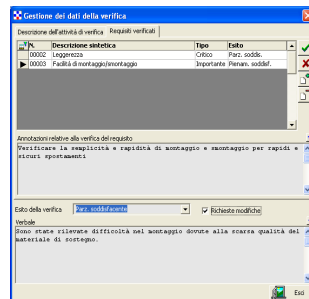 Gestione dei dati della verifica
Descrizione dell'attività di verifica Requisiti verificati
N. Descrizione sintetica Tipo Esito
00002 Leggerezza Critico Parz. soddis.
00003 Facilità di montaggio/smontaggio Importante Pienam. soddisf.
Annotazioni relative alla verifica del requisito
Verificare la semplicità e rapidità di montaggio e smontaggio per rapidi e
sicuri spostamenti
Esito della verifica Parz. soddisfacente Richieste modifiche
Verbale
Sono state rilevate difficoltà nel montaggio dovute alla scarsa qualità del
materiale di sostegno.
Esci